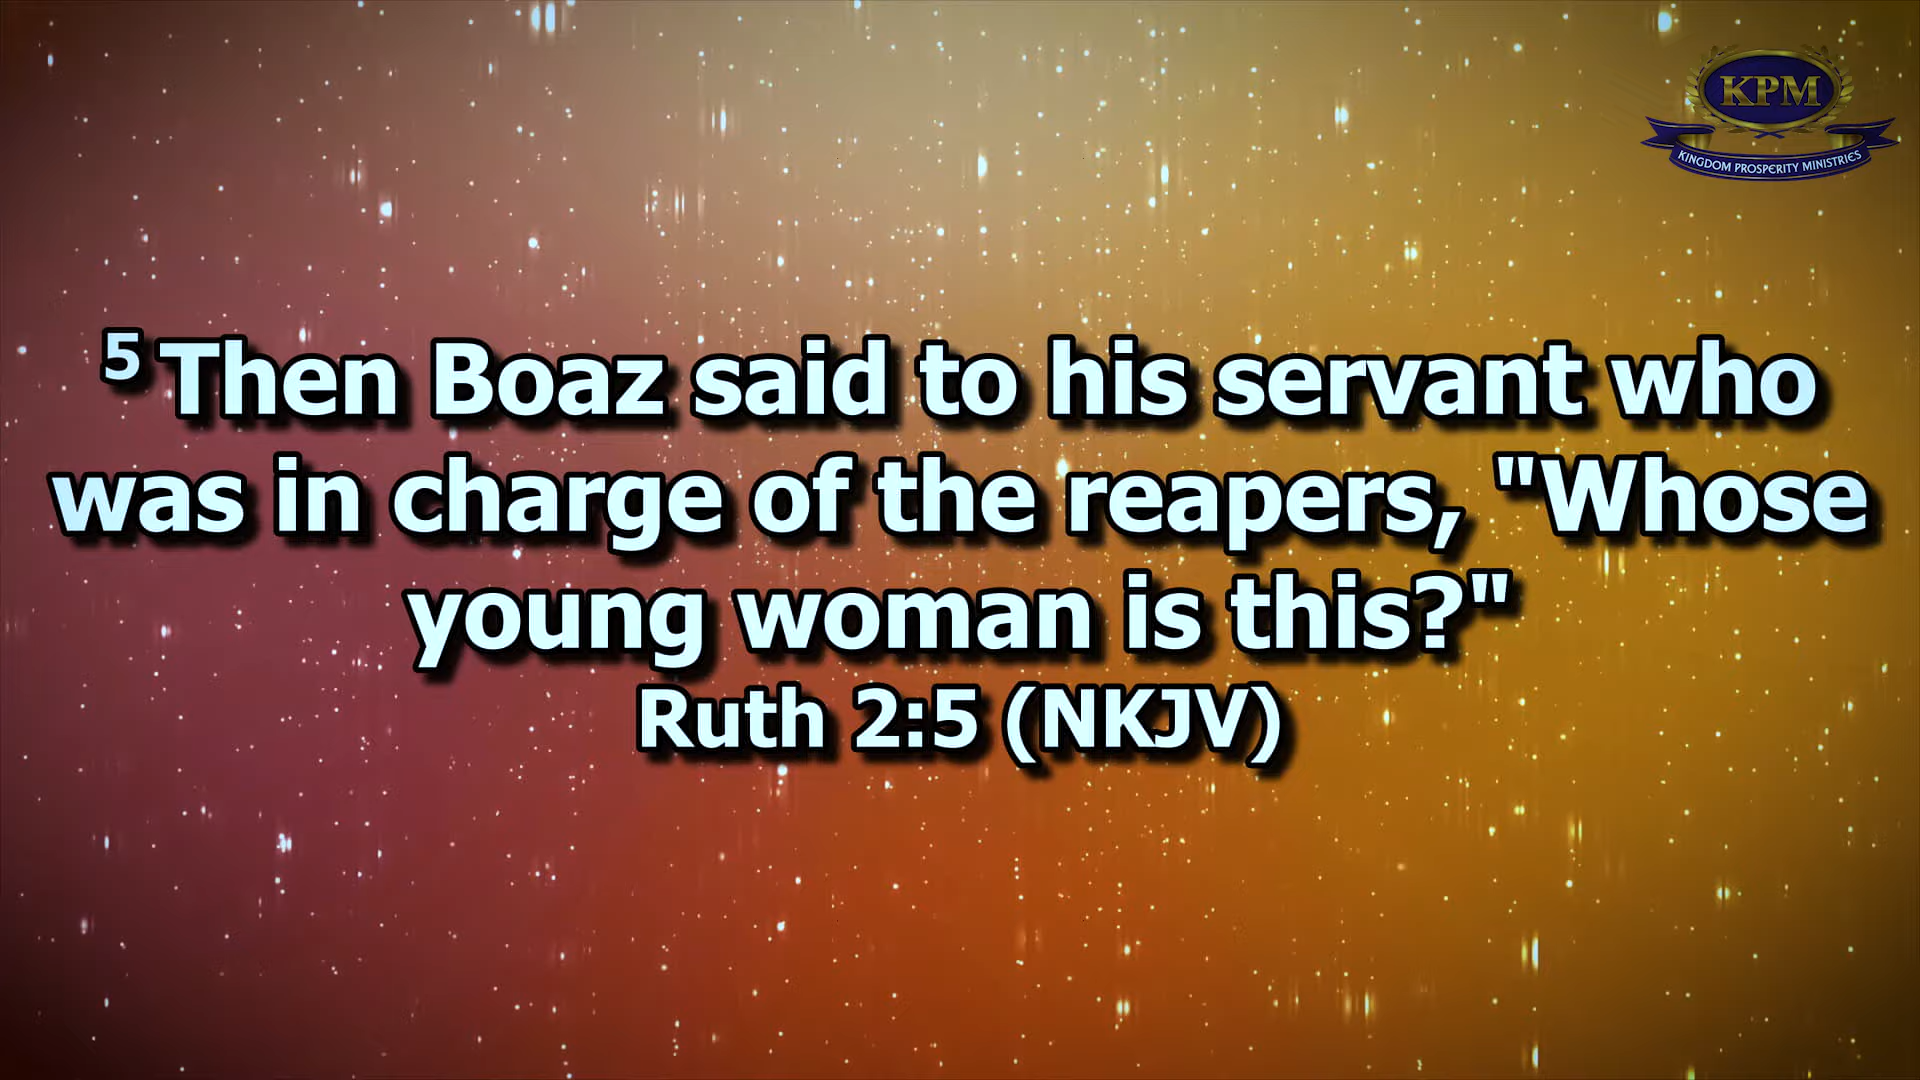 KPM
KINGDOM PROSPERITY MINISTRIES
5 Then Boaz said to his servant who
was in charge of the reapers, "Whose
young woman is this?"
Ruth 2:5 (NKJV)